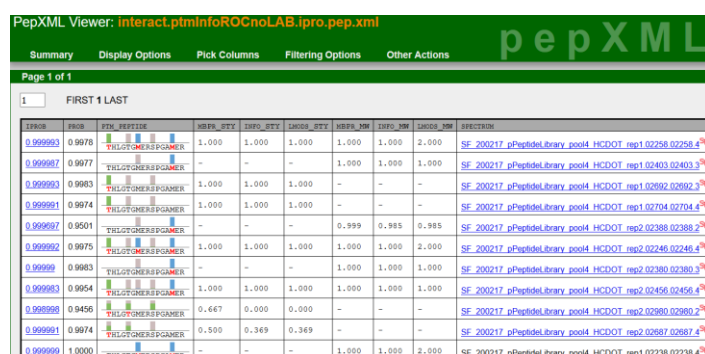 PepXML Viewer: interact.ptmInfoROCnoLAB.ipro.pep.xml
pepXML
Summary Display Options Pick Columns Filtering Options Other Actions
Page 1 of 1
1 FIRST 1 LAST
IPROB PROB PTM_PEPTIDE MBPR_STY INFO_STY LMODS_STY MBPR_MW INFO_MW LMODS_MW SPECTRUM
0.999993 0.9978 THLGTGMERSPGAMER 1.000 1.000 1.000 1.000 1.000 2.000 SF_200217_pPeptideLibrary_pool4_HCDOT_rep1.02258.02258.4
0.999987 0.9977 THLGTGMERSPGAMER - - - 1.000 1.000 1.000 SF_200217_pPeptideLibrary_pool4_HCDOT_rep1.02403.02403.3
0.999993 0.9983 THLGTGMERSPGAMER 1.000 1.000 1.000 - - - SF_200217_pPeptideLibrary_pool4_HCDOT_rep1.02692.02692.3
0.999991 0.9974 THLGTGMERSPGAMER 1.000 1.000 1.000 - - - SF_200217_pPeptideLibrary_pool4_HCDOT_rep1.02704.02704.4
0.999697 0.9501 THLGTGMERSPGAMER - - - 0.999 0.985 0.985 SF_200217_pPeptideLibrary_pool4_HCDOT_rep2.02388.02388.2
0.999992 0.9975 THLGTGMERSPGAMER 1.000 1.000 1.000 1.000 1.000 2.000 SF_200217_pPeptideLibrary_pool4_HCDOT_rep2.02246.02246.4
0.99999 0.9983 THLGTGMERSPGAMER - - - 1.000 1.000 1.000 SF_200217_pPeptideLibrary_pool4_HCDOT_rep2.02380.02380.3
0.999983 0.9954 THLGTGMERSPGAMER 1.000 1.000 1.000 1.000 1.000 1.000 SF_200217_pPeptideLibrary_pool4_HCDOT_rep2.02456.02456.4
0.998998 0.9456 THLGTGMERSPGAMER 0.667 0.000 0.000 - - - SF_200217_pPeptideLibrary_pool4_HCDOT_rep2.02980.02980.2
0.999991 0.9974 THLGTGMERSPGAMER 0.500 0.369 0.369 - - - SF_200217_pPeptideLibrary_pool4_HCDOT_rep2.02687.02687.4
0.999999 1.0000 - - - 1.000 1.000 2.000 SF_200217_pPeptideLibrary_pool4_HCDOT_rep1.02238.02238.4